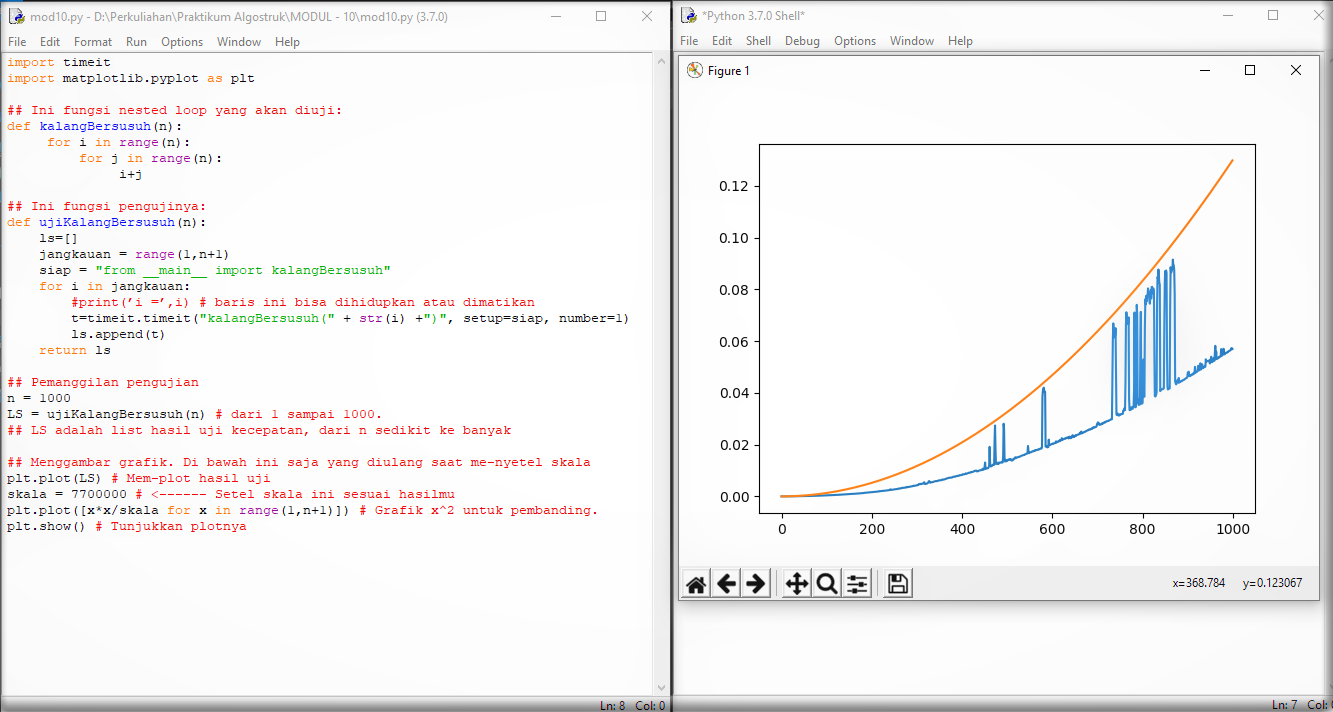 mod10.py - D:\Perkuliahan\Praktikum Algostruk\MODUL - 10\mod10.py (3.7.0)
File Edit Format Run Options Window Help
import timeit
import matplotlib.pyplot as plt
## Ini fungsi nested loop yang akan diuji:
def kalangBersusuh(n):
for i in range(n):
for j in range(n):
i+j
## Ini fungsi pengujinya:
def ujiKalangBersusuh(n):
ls=[]
jangkauan = range(1,n+1)
siap = "from __main__ import kalangBersusuh"
for i in jangkauan:
#print(’i =’,i) # baris ini bisa dihidupkan atau dimatikan
t=timeit.timeit("kalangBersusuh(" + str(i) +")", setup=siap, number=1)
ls.append(t)
return ls
## Pemanggilan pengujian
n = 1000
LS = ujiKalangBersusuh(n) # dari 1 sampai 1000.
## LS adalah list hasil uji kecepatan, dari n sedikit ke banyak
## Menggambar grafik. Di bawah ini saja yang diulang saat me-nyetel skala
plt.plot(LS) # Mem-plot hasil uji
skala = 7700000 # <------ Setel skala ini sesuai hasilmu
plt.plot([x*x/skala for x in range(1,n+1)]) # Grafik x^2 untuk pembanding.
plt.show() # Tunjukkan plotnya
Ln: 8 Col: 0
*Python 3.7.0 Shell*
File Edit Shell Debug Options Window Help
Figure 1
0.12
0.10
0.08
0.06
0.04
0.02
0.00
0 200 400 600 800 1000
x=368.784 y=0.123067
Ln: 7 Col: